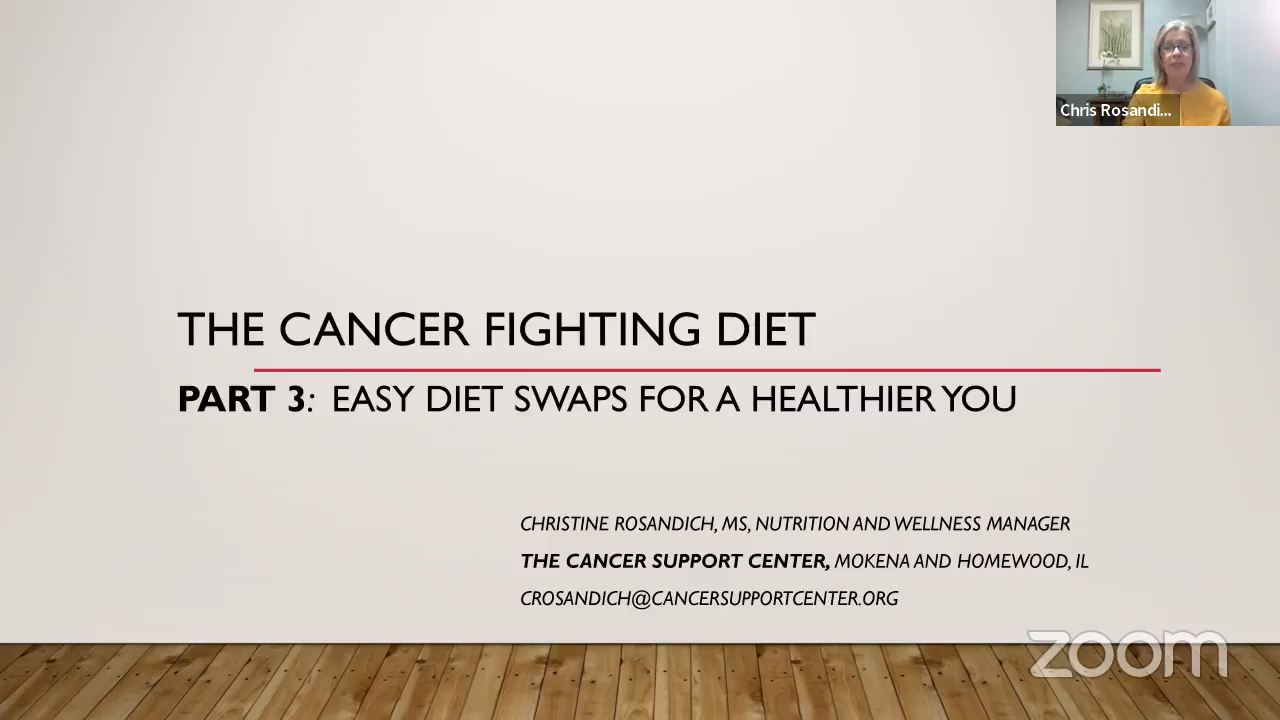 Chris Rosandi...
THE CANCER FIGHTING DIET
PART 3: EASY DIET SWAPS FOR A HEALTHIER YOU
CHRISTINE ROSANDICH, MS, NUTRITION AND WELLNESS MANAGER
THE CANCER SUPPORT CENTER, MOKENA AND HOMEWOOD, IL
CROSANDICH@CANCERSUPPORTCENTER.ORG
zoom